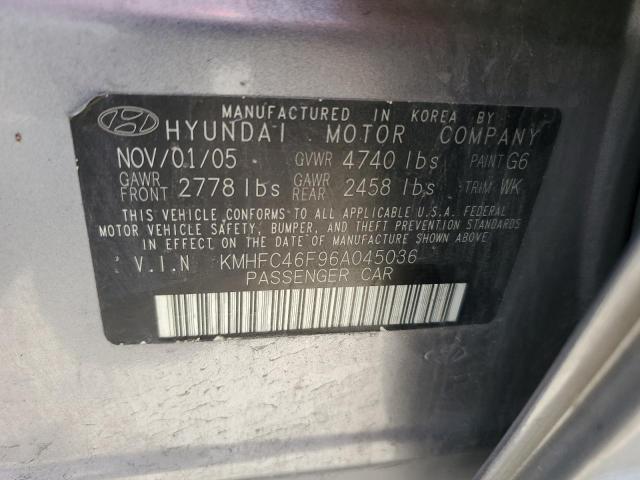 MANUFACTURED IN KOREA BY
HYUNDAI MOTOR COMPANY
NOV/01/05 GVWR 4740 lbs PAINT G6
GAWR FRONT 2778 lbs GAWR REAR 2458 lbs TRIM WK
THIS VEHICLE CONFORMS TO ALL APPLICABLE U.S.A. FEDERAL
MOTOR VEHICLE SAFETY, BUMPER, AND THEFT PREVENTION STANDARDS
IN EFFECT ON THE DATE OF MANUFACTURE SHOWN ABOVE
: V.I.N : KMHFC46F96A045036
PASSENGER CAR